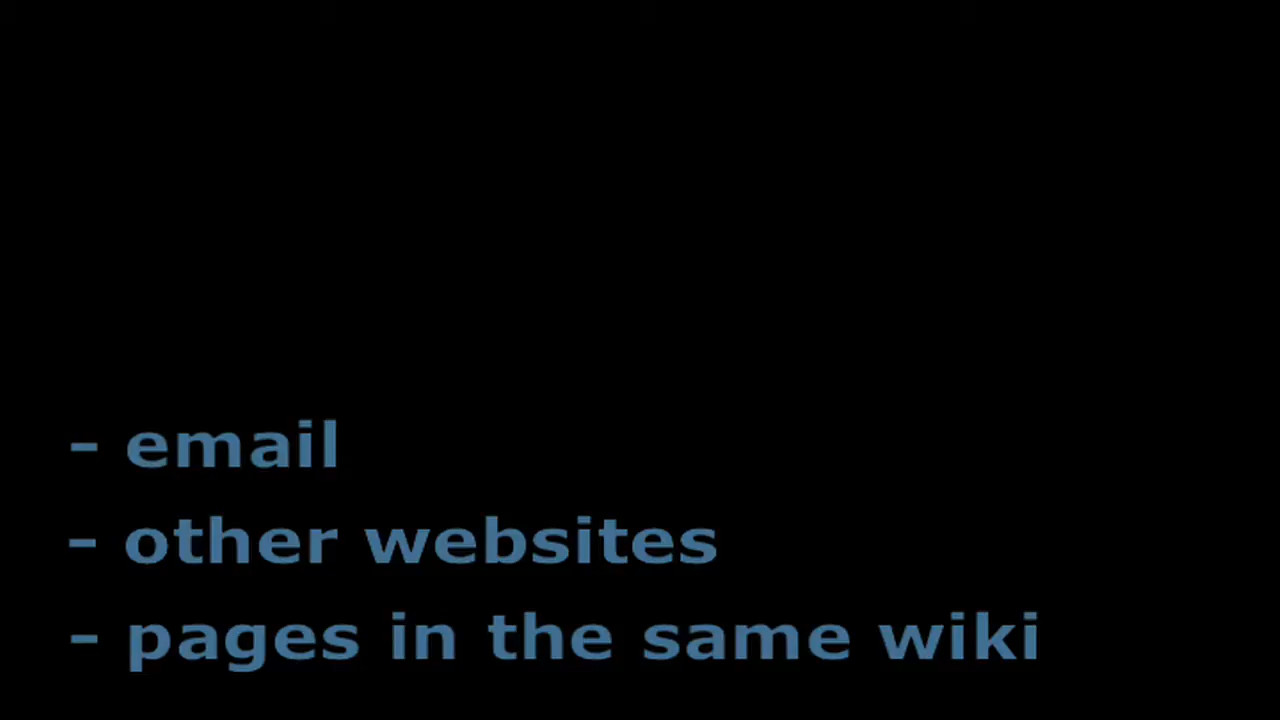 - email
- other websites
- pages in the same wiki